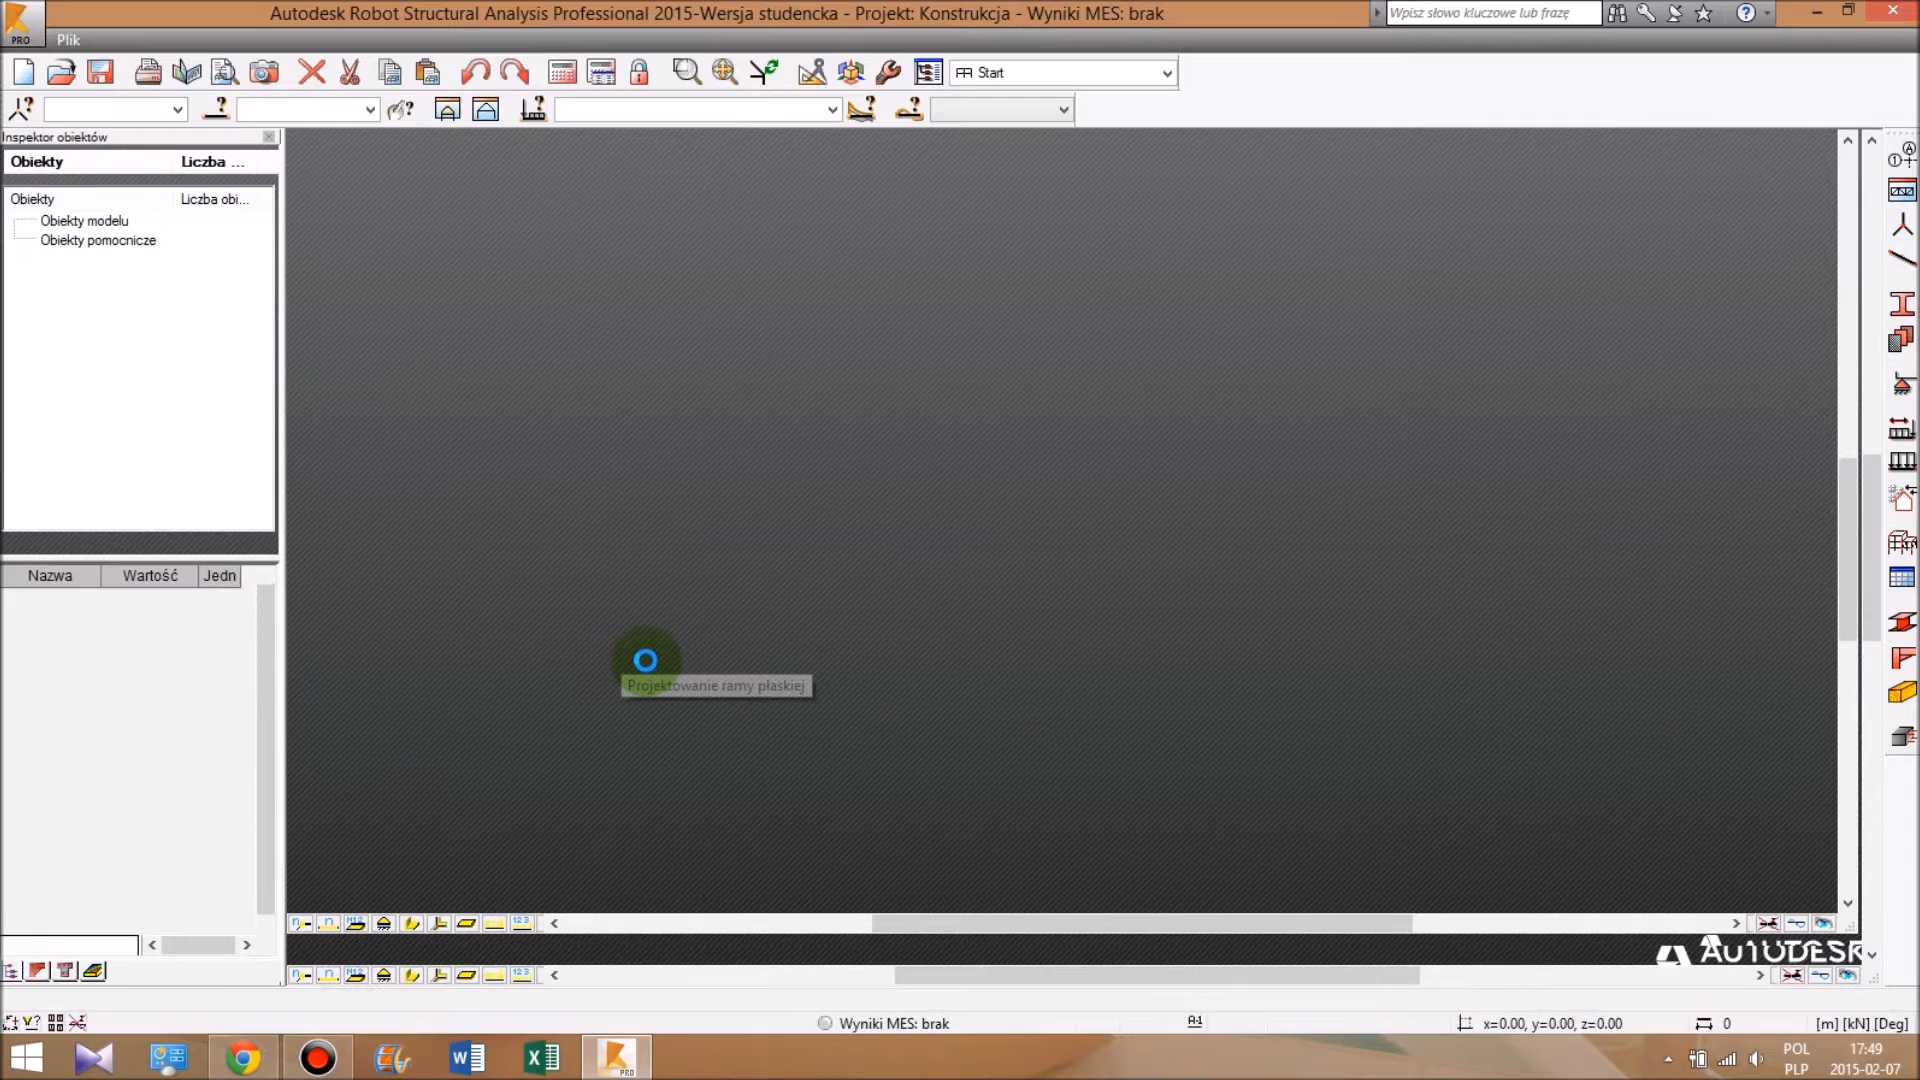 Autodesk Robot Structural Analysis Professional 2015-Wersja studencka - Projekt: Konstrukcja - Wyniki MES: brak
Wpisz słowo kluczowe lub frazę
PRO
Plik
Start
Inspektor obiektów
Obiekty Liczba ...
Obiekty Liczba obi...
Obiekty modelu
Obiekty pomocnicze
Nazwa Wartość Jedn
Projektowanie ramy płaskiej
AUTODESK
Wyniki MES: brak
x=0.00, y=0.00, z=0.00
0
[m] [kN] [Deg]
PRO
POL
PLP
17:49
2015-02-07